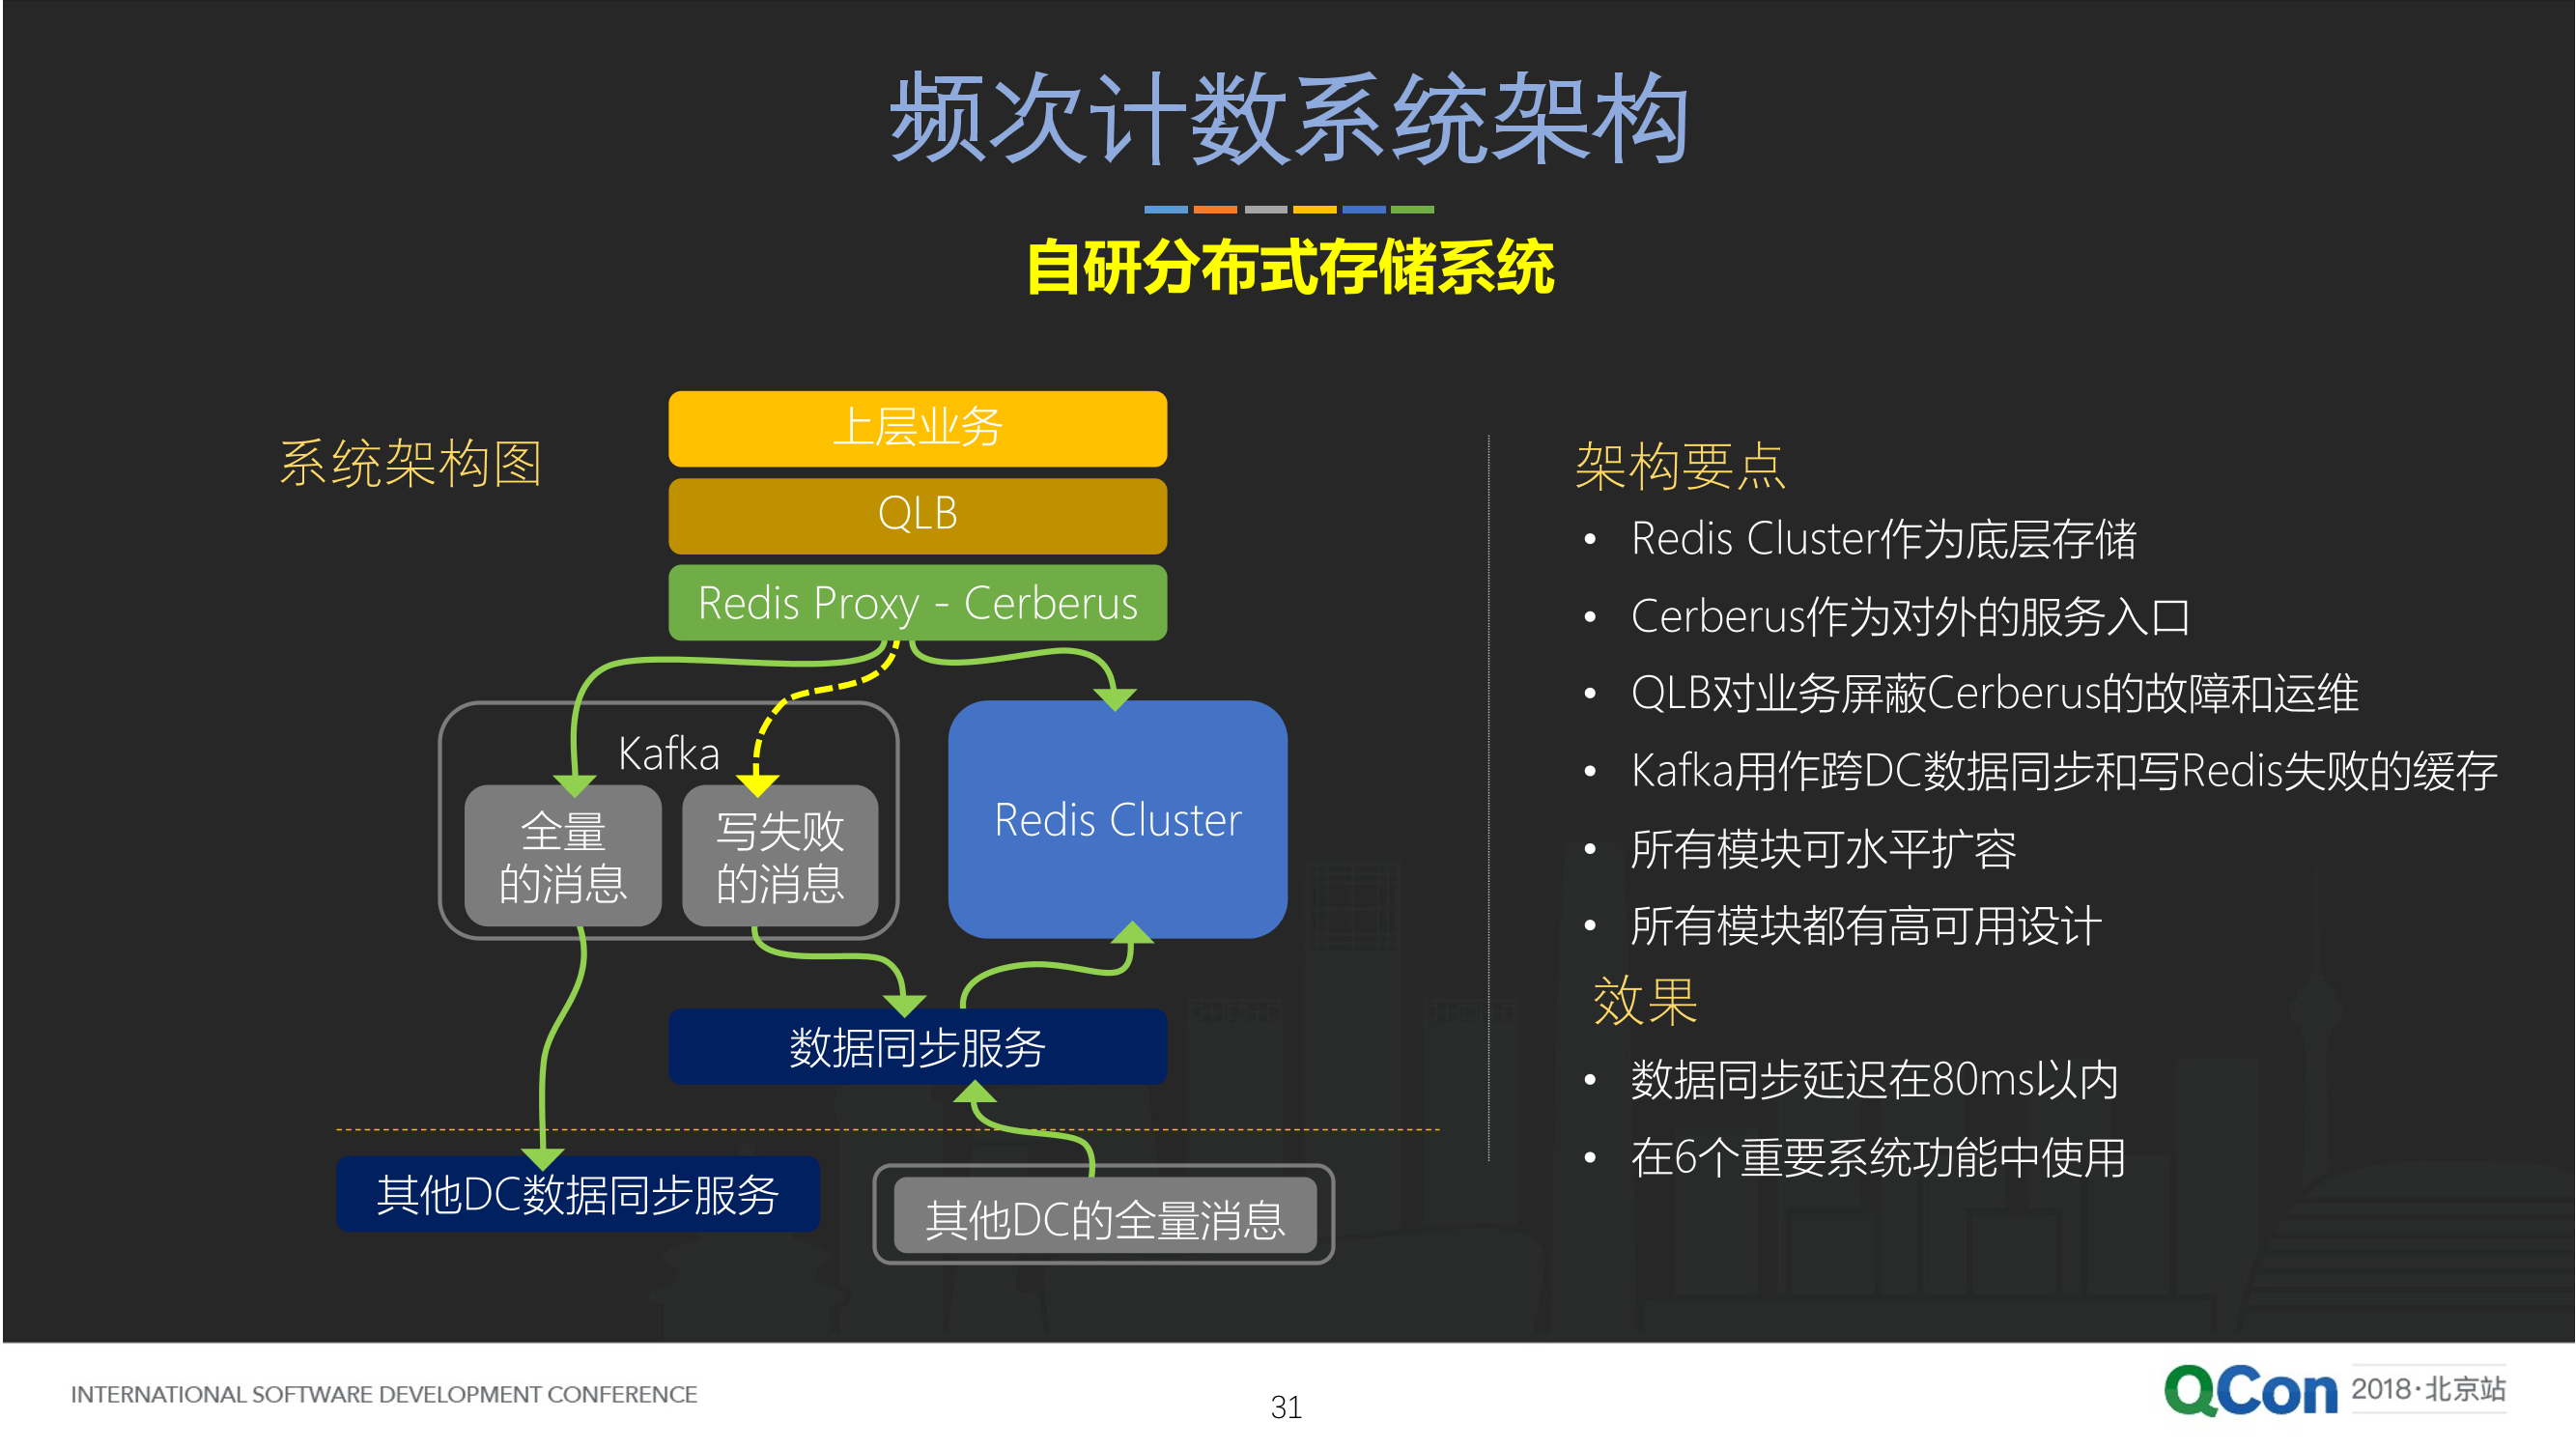 频次计数系统架构
自研分布式存储系统
系统架构图
上层业务
QLB
Redis Proxy - Cerberus
Kafka
全量
的消息
写失败
的消息
Redis Cluster
数据同步服务
其他DC数据同步服务
其他DC的全量消息
架构要点
• Redis Cluster作为底层存储
• Cerberus作为对外的服务入口
• QLB对业务屏蔽Cerberus的故障和运维
• Kafka用作跨DC数据同步和写Redis失败的缓存
• 所有模块可水平扩容
• 所有模块都有高可用设计
效果
• 数据同步延迟在80ms以内
• 在6个重要系统功能中使用
INTERNATIONAL SOFTWARE DEVELOPMENT CONFERENCE
31
QCon 2018·北京站